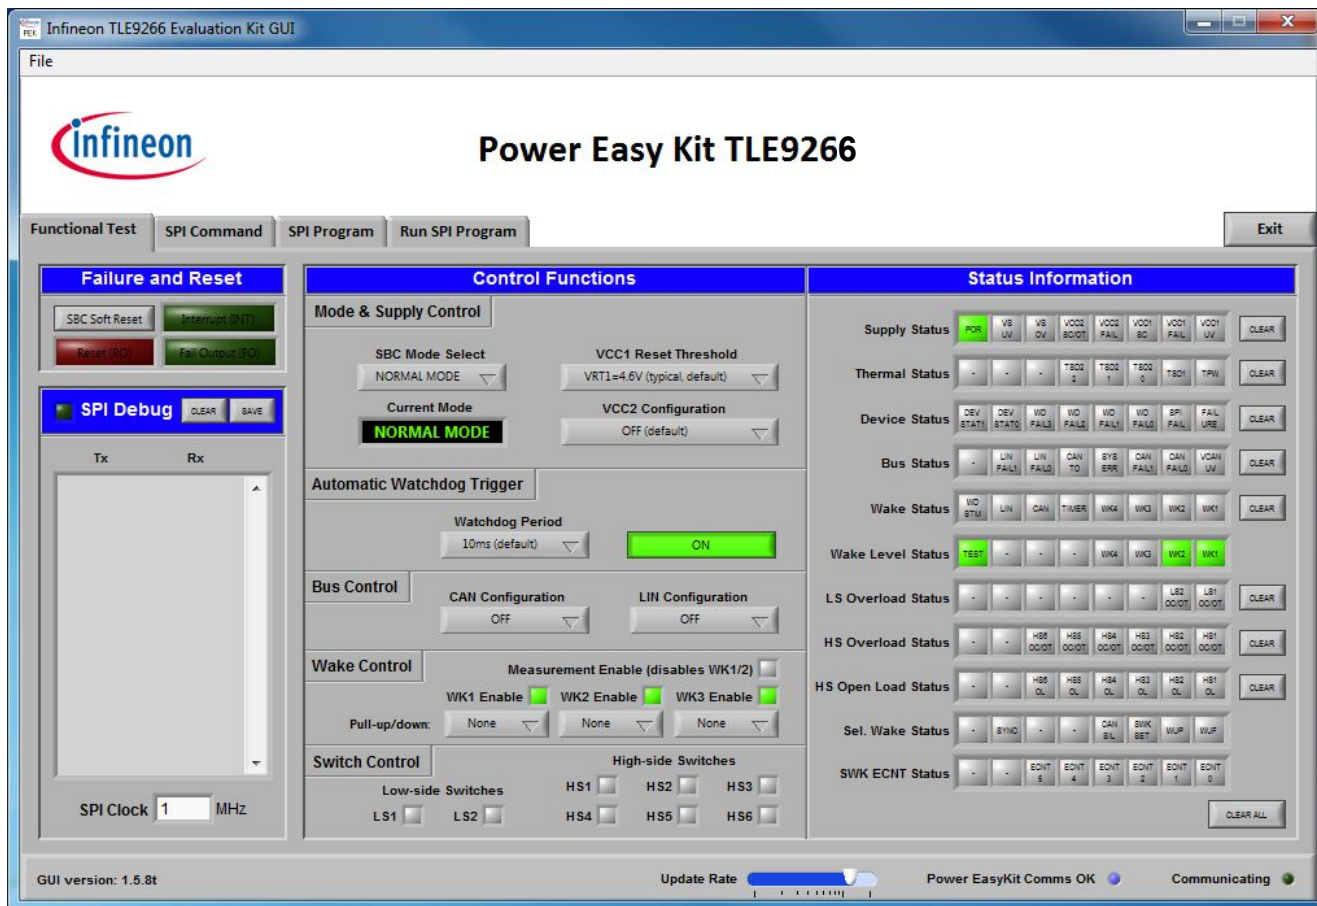 Infineon TLE9266 Evaluation Kit GUI
File
infineon
Power Easy Kit TLE9266
Functional Test
SPI Command
SPI Program
Run SPI Program
Exit
Failure and Reset
SBC Soft Reset
Interrupt (INT)
Reset (RO)
Fail Output (FO)
SPI Debug
CLEAR
SAVE
Tx Rx
SPI Clock 1 MHz
Control Functions
Mode & Supply Control
SBC Mode Select
NORMAL MODE
VCC1 Reset Threshold
VRT1=4.6V (typical, default)
Current Mode
NORMAL MODE
VCC2 Configuration
OFF (default)
Automatic Watchdog Trigger
Watchdog Period
10ms (default)
ON
Bus Control
CAN Configuration
OFF
LIN Configuration
OFF
Wake Control
Measurement Enable (disables WK1/2)
WK1 Enable WK2 Enable WK3 Enable
Pull-up/down: None None None
Switch Control
Low-side Switches
LS1 LS2
High-side Switches
HS1 HS2 HS3
HS4 HS5 HS6
Status Information
Supply Status POR VS UV VS OV VCC2 SC/OT VCC2 FAIL VCC1 SC VCC1 FAIL VCC1 UV CLEAR
Thermal Status - - - TSD2 2 TSD2 1 TSD2 0 TSD1 TPW CLEAR
Device Status DEV STAT1 DEV STAT0 WD FAIL3 WD FAIL2 WD FAIL1 WD FAIL0 SPI FAIL FAIL URE CLEAR
Bus Status - LIN FAIL1 LIN FAIL0 CAN TO SYS ERR CAN FAIL1 CAN FAIL0 VCAN UV CLEAR
Wake Status WD STM LIN CAN TIMER WK4 WK3 WK2 WK1 CLEAR
Wake Level Status TEST - - - WK4 WK3 WK2 WK1
LS Overload Status - - - - - - LS2 OC/OT LS1 OC/OT CLEAR
HS Overload Status - - HS6 OC/OT HS5 OC/OT HS4 OC/OT HS3 OC/OT HS2 OC/OT HS1 OC/OT CLEAR
HS Open Load Status - - HS6 OL HS5 OL HS4 OL HS3 OL HS2 OL HS1 OL CLEAR
Sel. Wake Status - SYNC - - CAN SIL SWK SET WUP WUF
SWK ECNT Status - - ECNT 5 ECNT 4 ECNT 3 ECNT 2 ECNT 1 ECNT 0
CLEAR ALL
GUI version: 1.5.8t
Update Rate
Power EasyKit Comms OK
Communicating